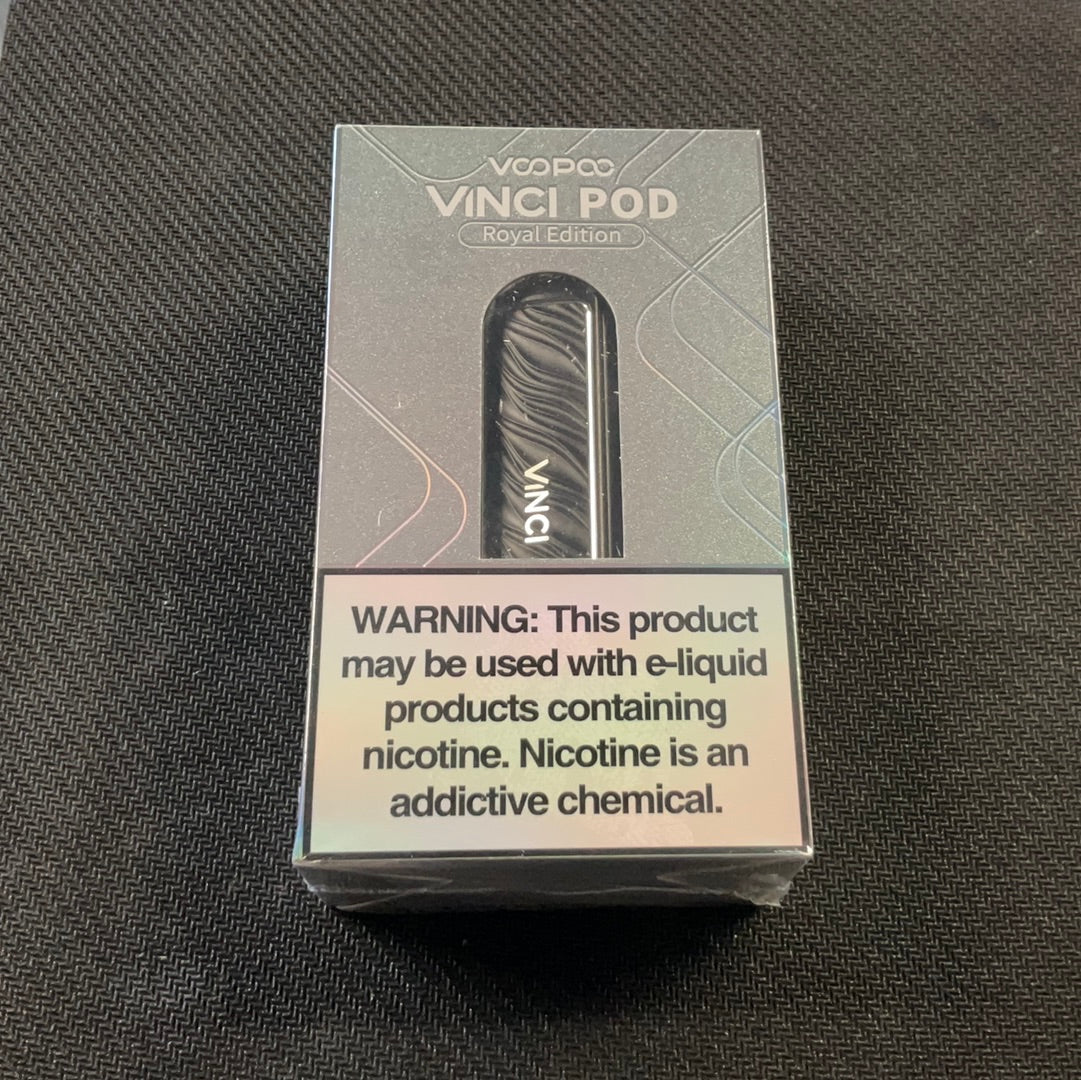 VOOPOO
VINCI POD
Royal Edition
VINCI
WARNING: This product
may be used with e-liquid
products containing
nicotine. Nicotine is an
addictive chemical.